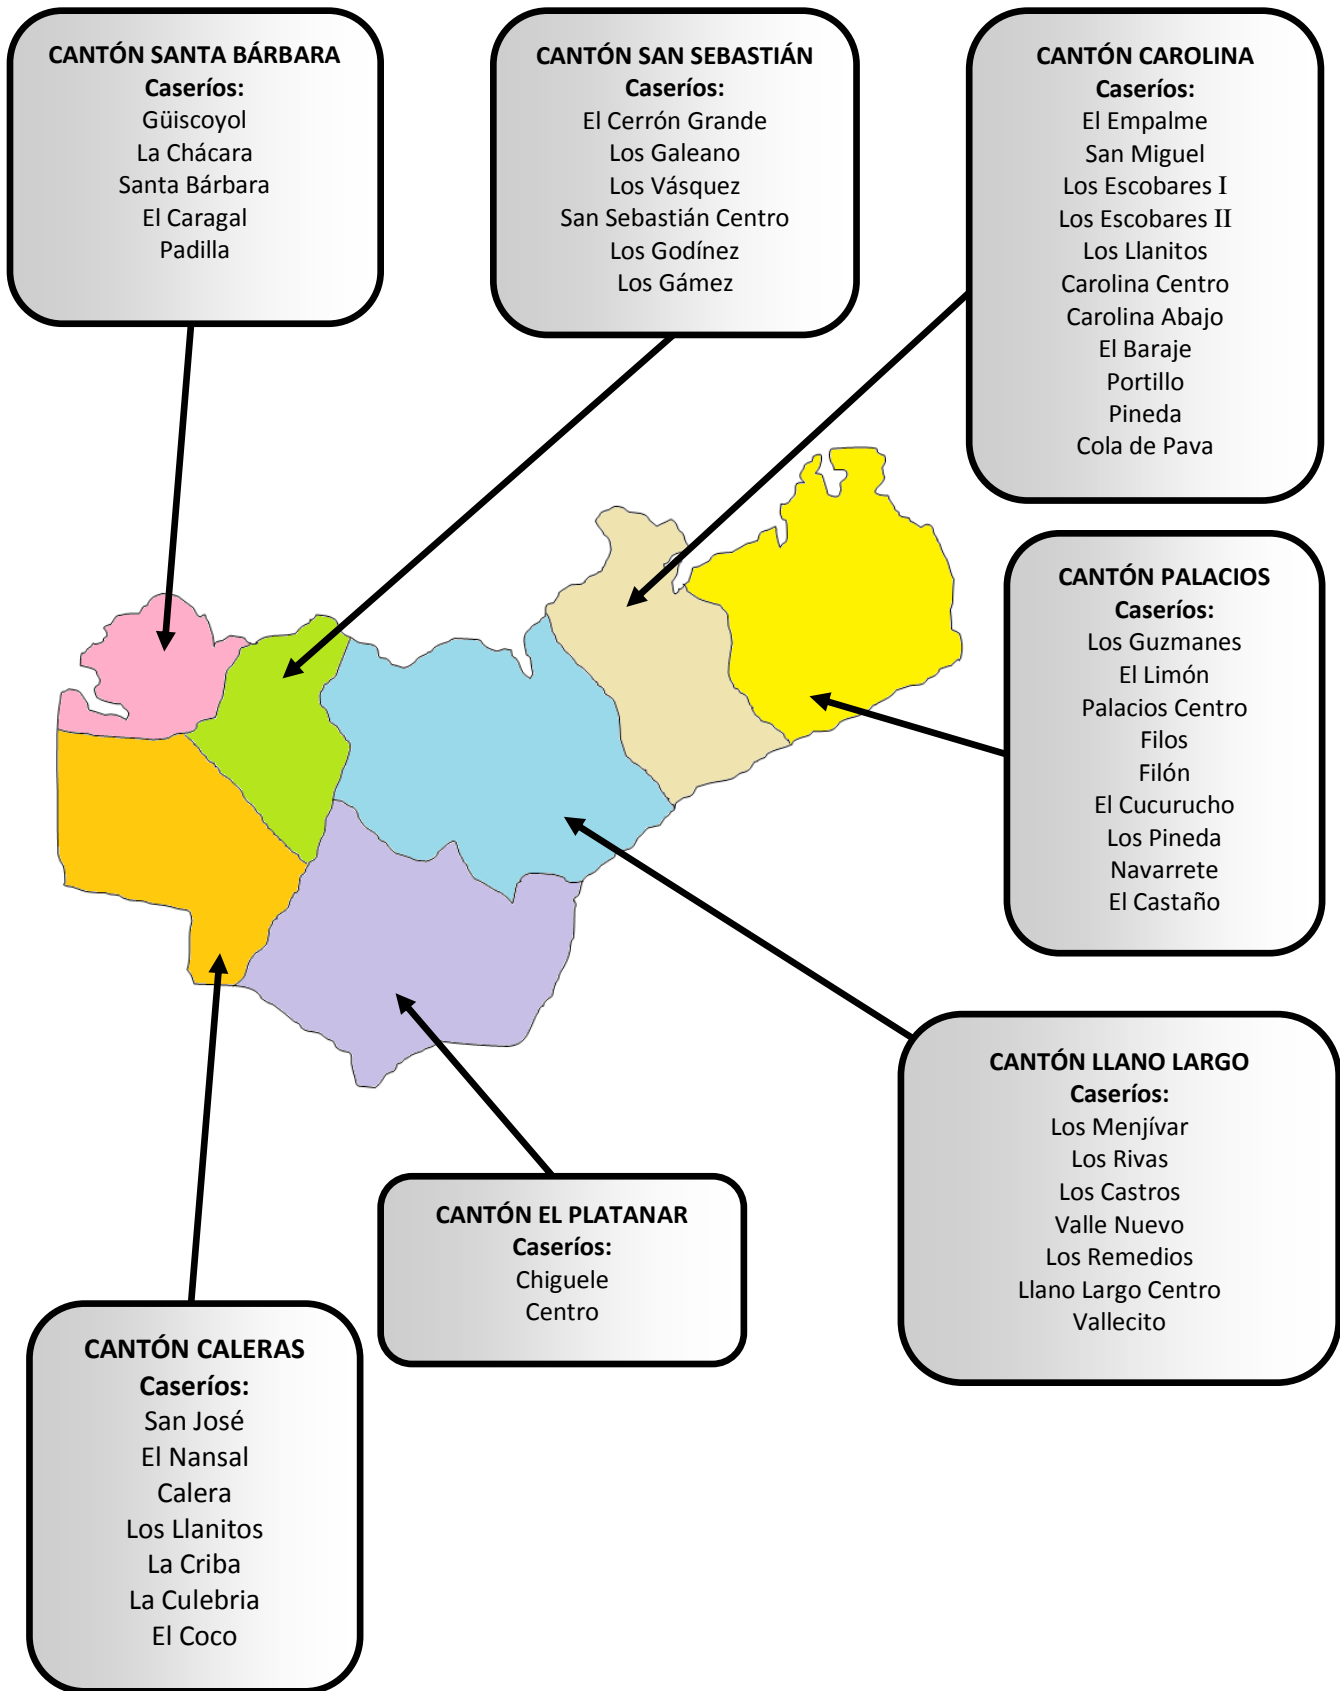 CANTÓN SANTA BÁRBARA
Caseríos:
Güiscoyol
La Chácara
Santa Bárbara
El Caragal
Padilla
CANTÓN SAN SEBASTIÁN
Caseríos:
El Cerrón Grande
Los Galeano
Los Vásquez
San Sebastián Centro
Los Godínez
Los Gámez
CANTÓN CAROLINA
Caseríos:
El Empalme
San Miguel
Los Escobares I
Los Escobares II
Los Llanitos
Carolina Centro
Carolina Abajo
El Baraje
Portillo
Pineda
Cola de Pava
CANTÓN PALACIOS
Caseríos:
Los Guzmanes
El Limón
Palacios Centro
Filos
Filón
El Cucurucho
Los Pineda
Navarrete
El Castaño
CANTÓN LLANO LARGO
Caseríos:
Los Menjívar
Los Rivas
Los Castros
Valle Nuevo
Los Remedios
Llano Largo Centro
Vallecito
CANTÓN EL PLATANAR
Caseríos:
Chiguele
Centro
CANTÓN CALERAS
Caseríos:
San José
El Nansal
Calera
Los Llanitos
La Criba
La Culebria
El Coco